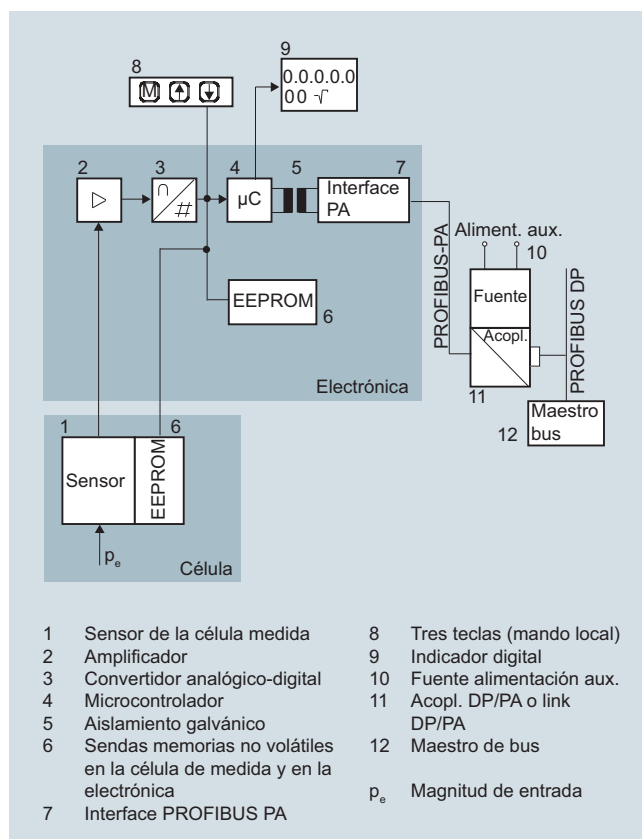 9
8
0.0.0.0.0
00 √
M
2
3
4
5
7
µC
Interface
PA
Aliment. aux.
10
PROFIBUS-PA
PROFIBUS DP
Fuente
EEPROM
6
Acopl.
Electrónica
11
Maestro
bus
12
1
6
Sensor
EEPROM
pₑ
Célula
1 Sensor de la célula medida
2 Amplificador
3 Convertidor analógico-digital
4 Microcontrolador
5 Aislamiento galvánico
6 Sendas memorias no volátiles
en la célula de medida y en la
electrónica
7 Interface PROFIBUS PA
8 Tres teclas (mando local)
9 Indicador digital
10 Fuente alimentación aux.
11 Acopl. DP/PA o link
DP/PA
12 Maestro de bus
pₑ Magnitud de entrada